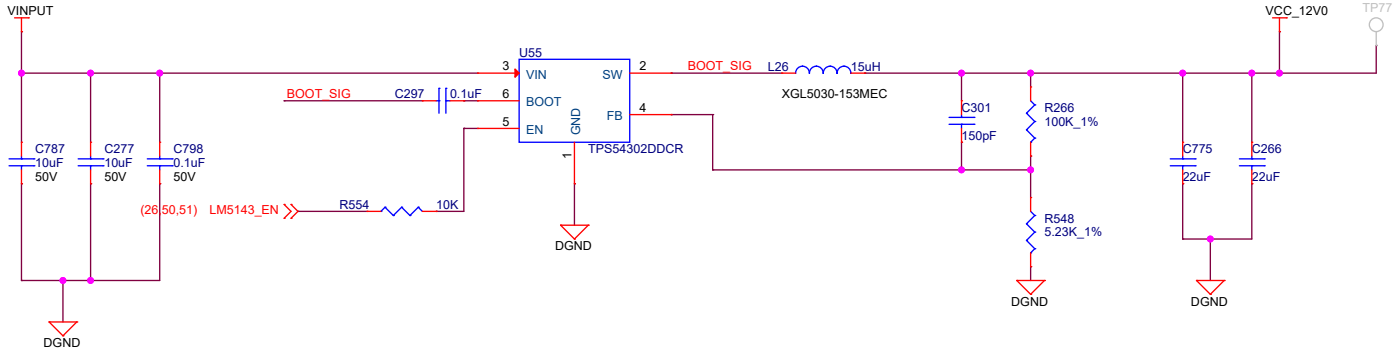 VINPUT
VCC_12V0
TP77
U55
3
VIN
SW
2
BOOT_SIG
L26
15uH
XGL5030-153MEC
BOOT_SIG
C297
0.1uF
6
BOOT
5
EN
GND
FB
4
1
TPS54302DDCR
C301
150pF
R266
100K_1%
C787
10uF
50V
C277
10uF
50V
C798
0.1uF
50V
C775
22uF
C266
22uF
(26,50,51) LM5143_EN
R554
10K
R548
5.23K_1%
DGND
DGND
DGND
DGND